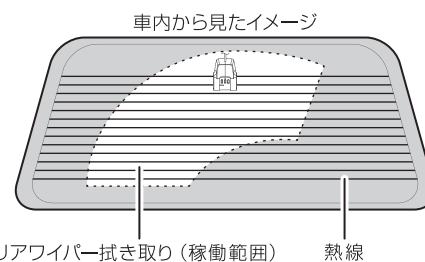 車内から見たイメージ
リアワイパー拭き取り（稼働範囲）
熱線